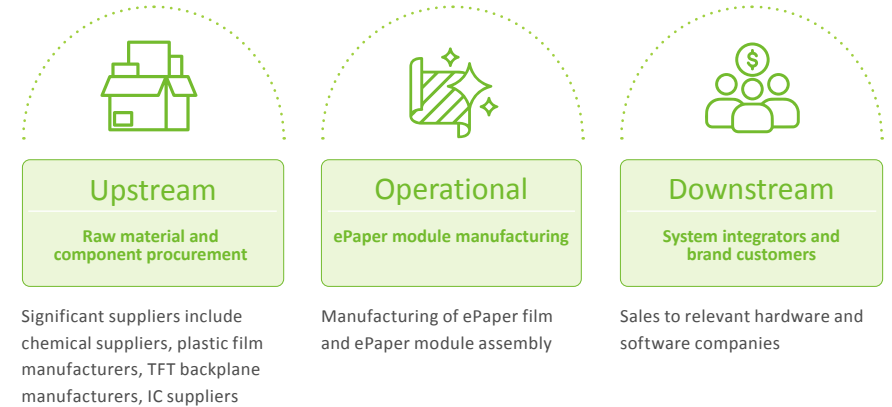 $
Upstream
Raw material and
component procurement
Significant suppliers include
chemical suppliers, plastic film
manufacturers, TFT backplane
manufacturers, IC suppliers
Operational
ePaper module manufacturing
Manufacturing of ePaper film
and ePaper module assembly
Downstream
System integrators and
brand customers
Sales to relevant hardware and
software companies